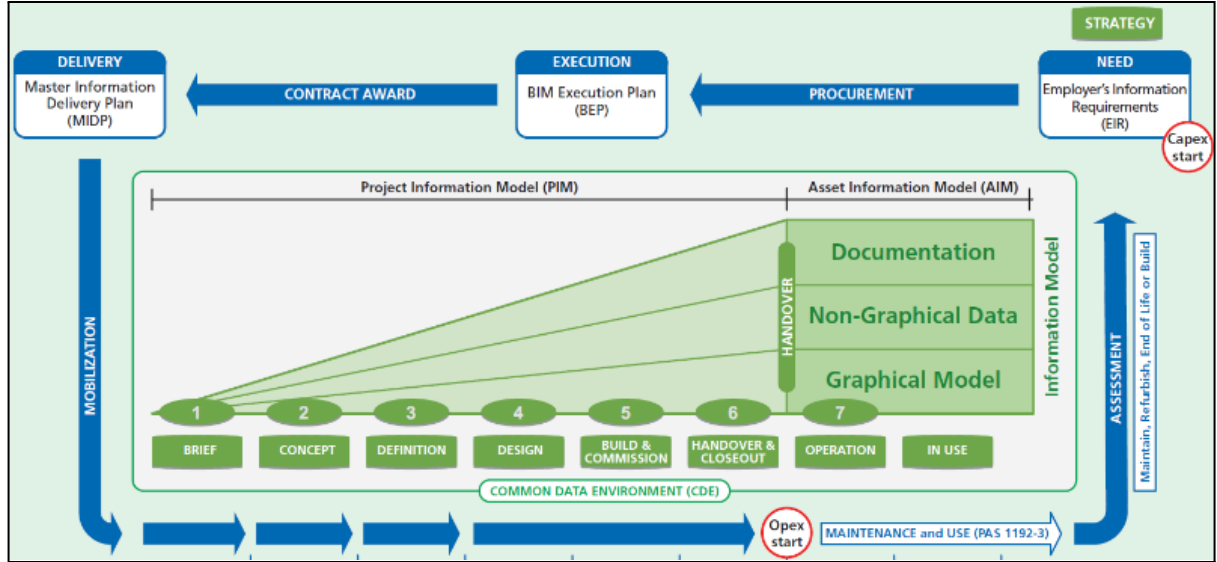 STRATEGY
DELIVERY
Master Information
Delivery Plan
(MIDP)
CONTRACT AWARD
EXECUTION
BIM Execution Plan
(BEP)
PROCUREMENT
NEED
Employer's Information
Requirements
(EIR)
Capex
start
Project Information Model (PIM)
Asset Information Model (AIM)
MOBILIZATION
HANDOVER
Documentation
Non-Graphical Data
Graphical Model
Information Model
ASSESSMENT
Maintain, Refurbish, End of Life or Build
1
2
3
4
5
6
7
BRIEF
CONCEPT
DEFINITION
DESIGN
BUILD &
COMMISSION
HANDOVER &
CLOSEOUT
OPERATION
IN USE
COMMON DATA ENVIRONMENT (CDE)
Opex
start
MAINTENANCE and USE (PAS 1192-3)